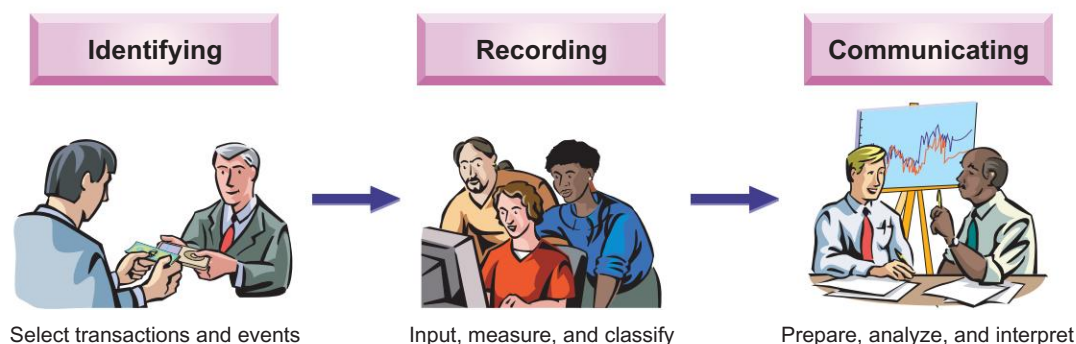 Identifying
Recording
Communicating
Select transactions and events
Input, measure, and classify
Prepare, analyze, and interpret